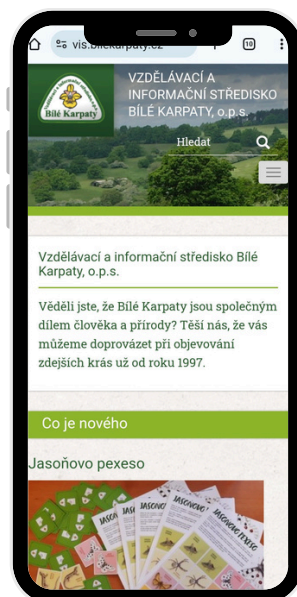 vis.bilekarpaty.cz
10
VZDĚLÁVACÍ A
INFORMAČNÍ STŘEDISKO
BÍLÉ KARPATY, o.p.s.
Bílé Karpaty
Hledat
Vzdělávací a informační středisko Bílé
Karpaty, o.p.s.
Věděli jste, že Bílé Karpaty jsou společným
dílem člověka a přírody? Těší nás, že vás
můžeme doprovázet při objevování
zdejších krás už od roku 1997.
Co je nového
Jasoňovo pexeso
JASOŇOVO PEXESO